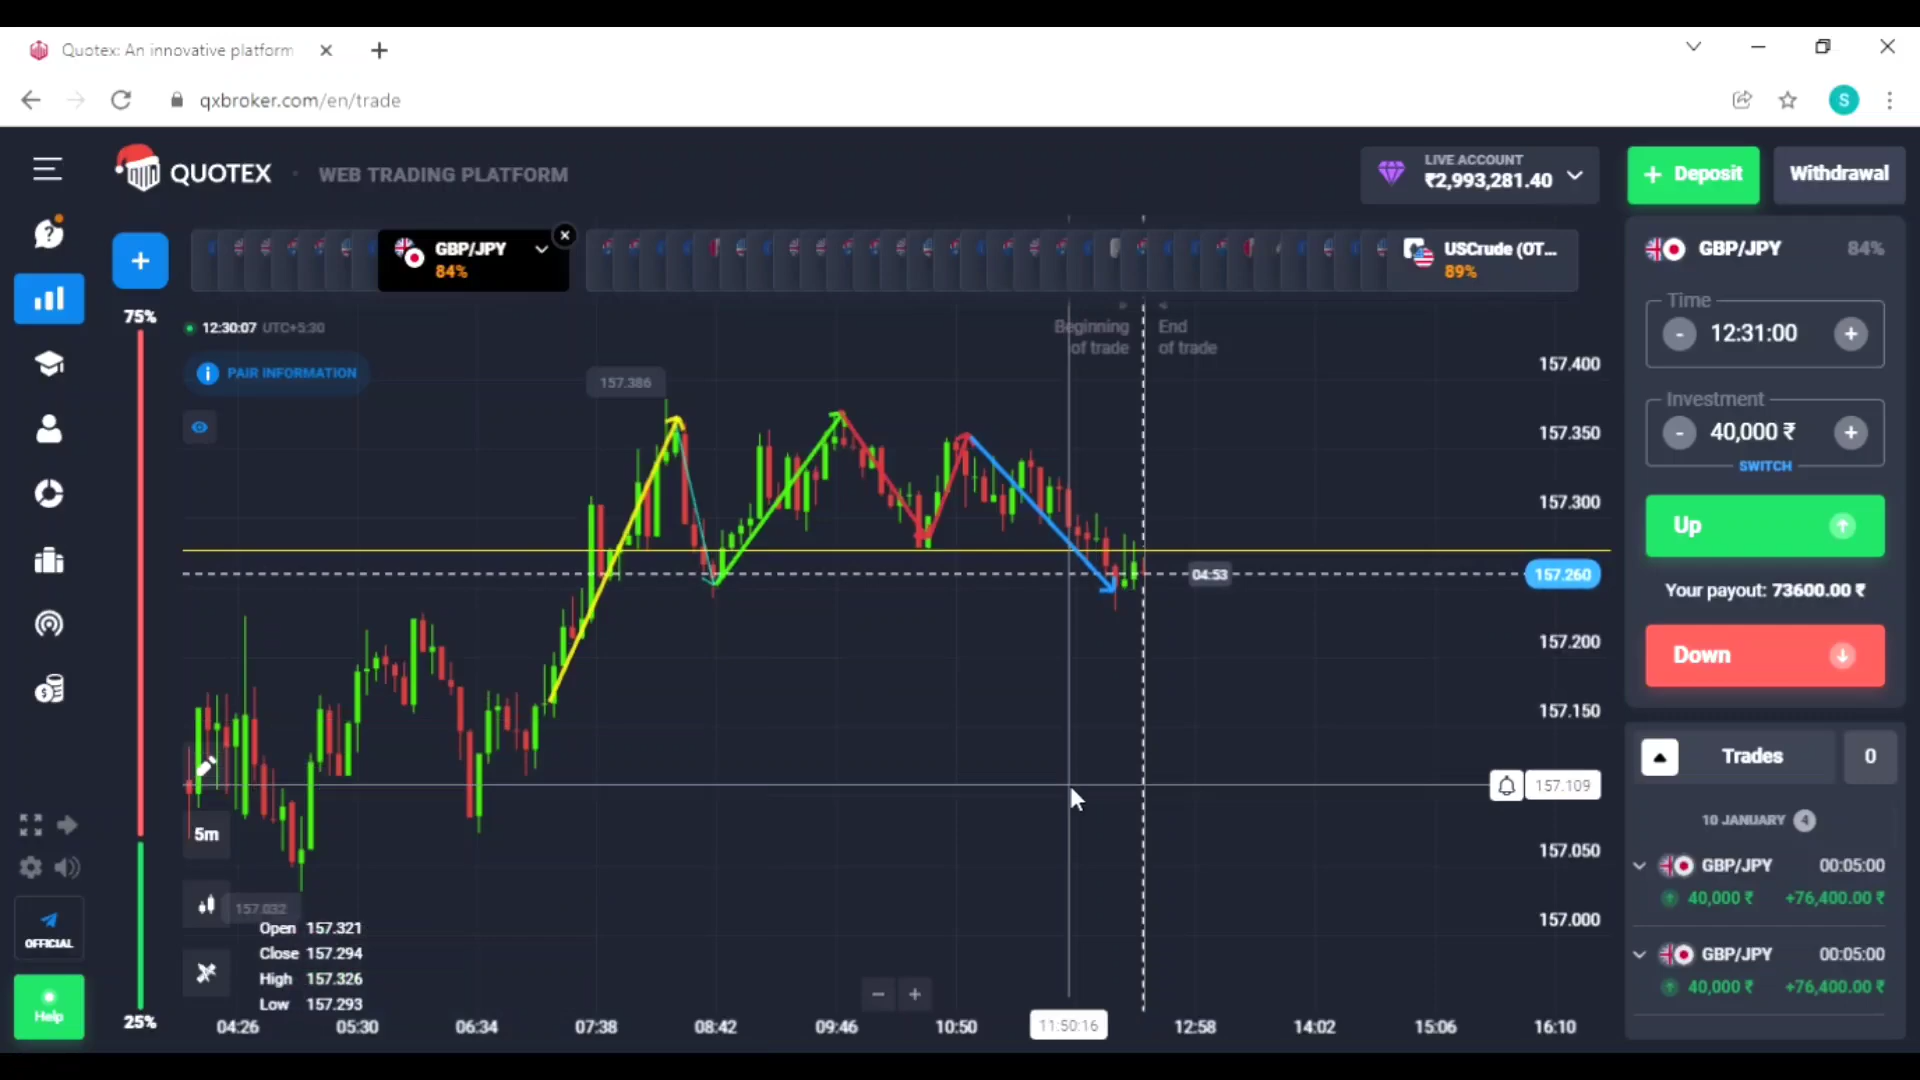 Quotex: An innovative platform
qxbroker.com/en/trade
S
QUOTEX
WEB TRADING PLATFORM
LIVE ACCOUNT
₹2,993,281.40
+ Deposit
Withdrawal
GBP/JPY
84%
USCrude (OT...
89%
GBP/JPY 84%
75%
12:30:07 UTC+5:30
PAIR INFORMATION
Beginning
of trade
End
of trade
157.386
Time
- 12:31:00 +
Investment
- 40,000 ₹ +
SWITCH
Up
Your payout: 73600.00 ₹
Down
157.400
157.350
157.300
04:53
157.260
157.200
157.150
157.109
157.050
157.000
5m
157.032
Open 157.321
Close 157.294
High 157.326
Low 157.293
OFFICIAL
Help
25%
04:26 05:30 06:34 07:38 08:42 09:46 10:50 11:50:16 12:58 14:02 15:06 16:10
Trades 0
10 JANUARY 4
GBP/JPY 00:05:00
40,000 ₹ +76,400.00 ₹
GBP/JPY 00:05:00
40,000 ₹ +76,400.00 ₹